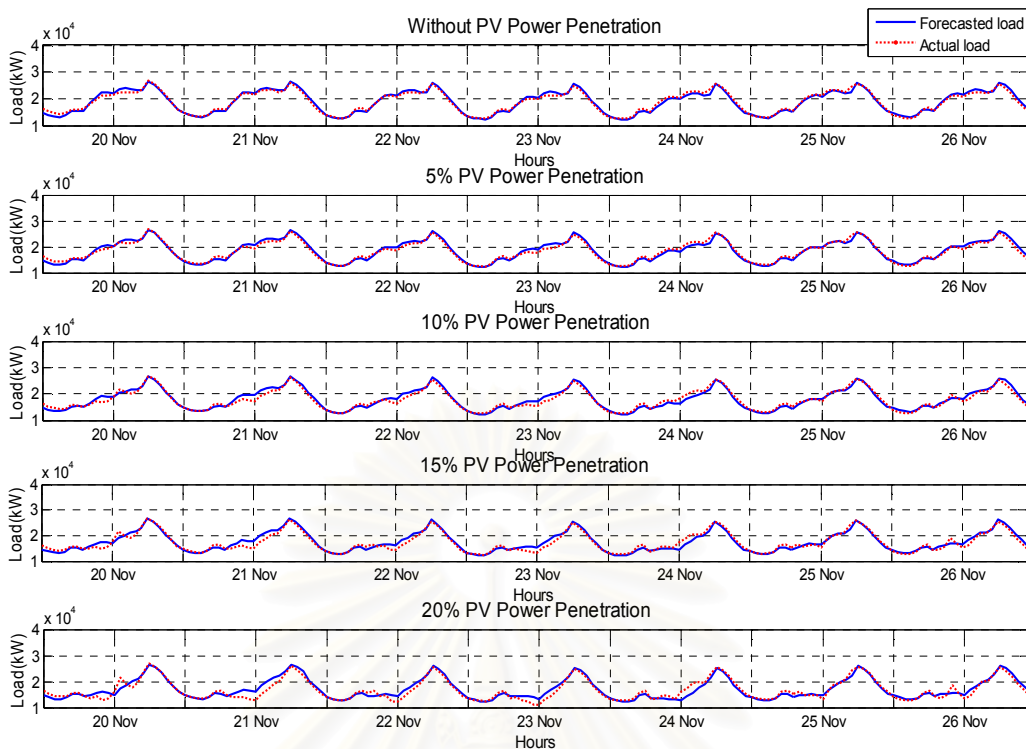 Without PV Power Penetration
Forecasted load
Actual load
x 10^4
4
3
2
1
Load(kW)
20 Nov 21 Nov 22 Nov 23 Nov 24 Nov 25 Nov 26 Nov
Hours
5% PV Power Penetration
x 10^4
4
3
2
1
Load(kW)
20 Nov 21 Nov 22 Nov 23 Nov 24 Nov 25 Nov 26 Nov
Hours
10% PV Power Penetration
x 10^4
4
3
2
1
Load(kW)
20 Nov 21 Nov 22 Nov 23 Nov 24 Nov 25 Nov 26 Nov
Hours
15% PV Power Penetration
x 10^4
4
3
2
1
Load(kW)
20 Nov 21 Nov 22 Nov 23 Nov 24 Nov 25 Nov 26 Nov
Hours
20% PV Power Penetration
x 10^4
4
3
2
1
Load(kW)
20 Nov 21 Nov 22 Nov 23 Nov 24 Nov 25 Nov 26 Nov
Hours